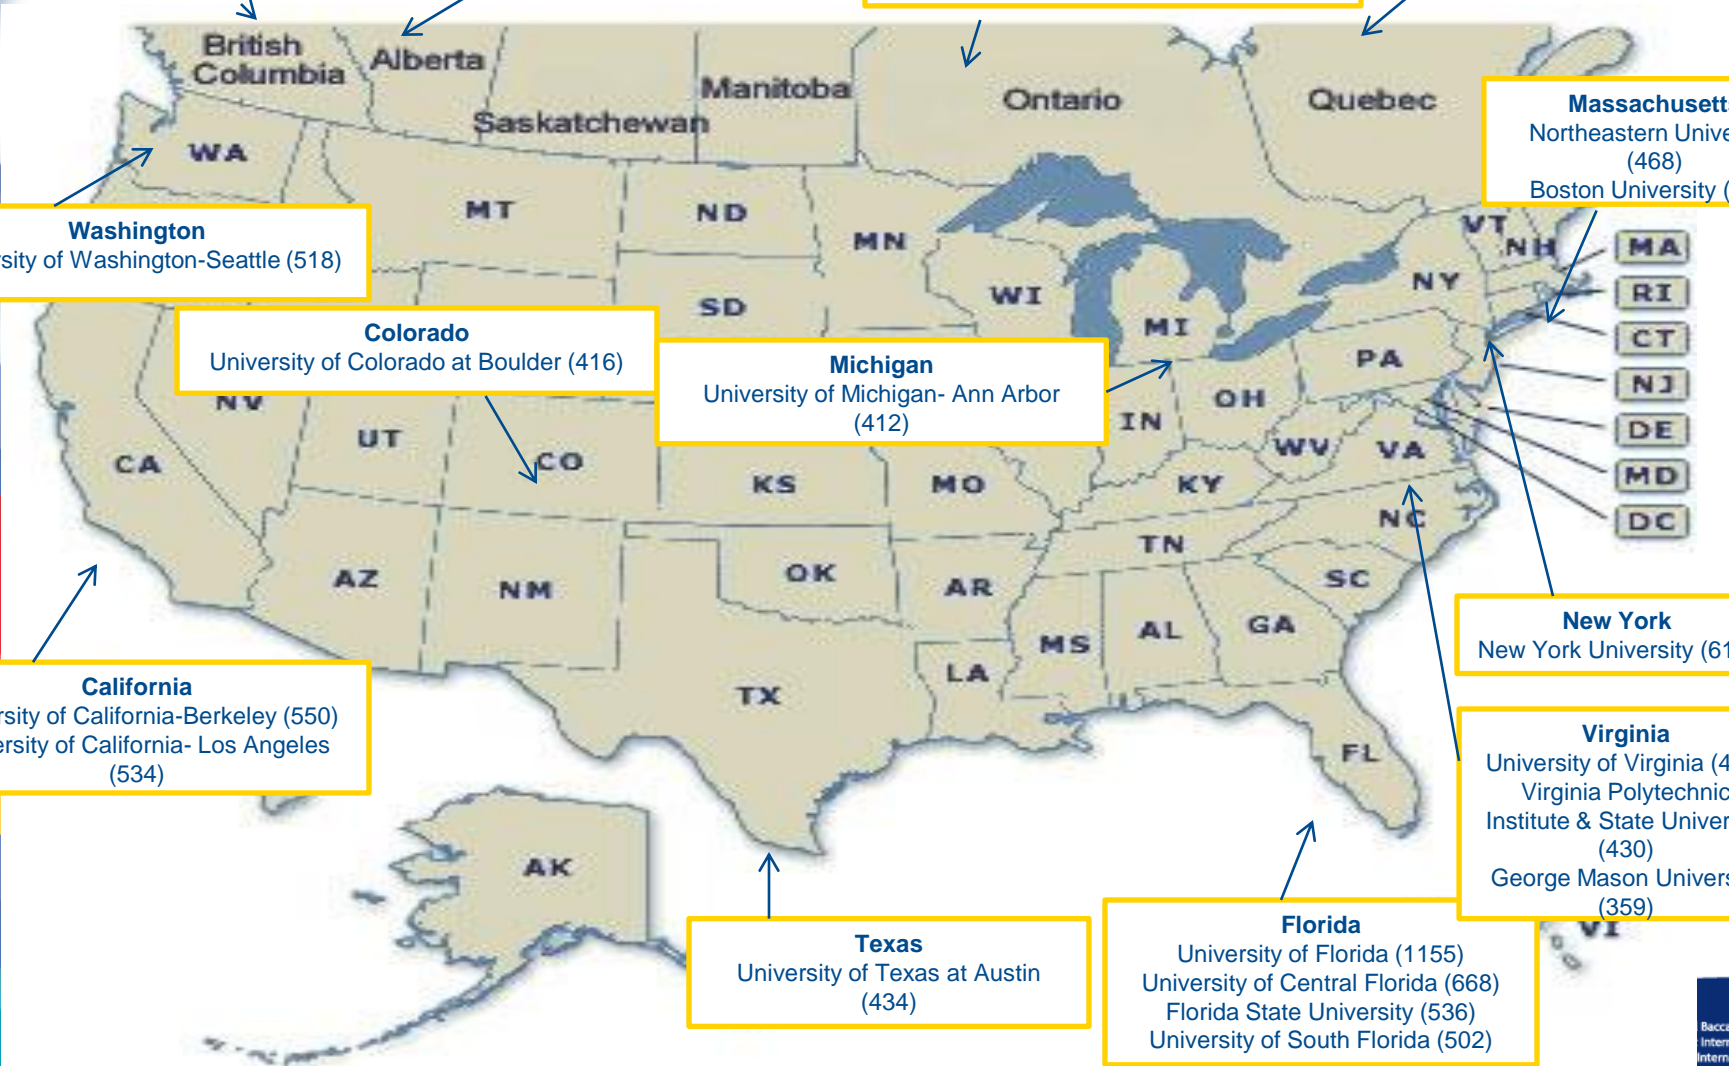 British
Columbia
Alberta
Saskatchewan
Manitoba
Ontario
Quebec
Massachusett
Northeastern Unive
(468)
Boston University (
WA
MT
ND
MN
VT
NH
MA
Washington
sity of Washington-Seattle (518)
SD
WI
MI
NY
RI
CT
PA
NJ
Colorado
University of Colorado at Boulder (416)
Michigan
University of Michigan- Ann Arbor
(412)
NV
UT
CO
CA
KS
MO
IN
OH
WV
VA
KY
DE
MD
DC
NC
TN
AZ
NM
OK
AR
SC
MS
AL
GA
LA
TX
FL
New York
New York University (61
California
rsity of California-Berkeley (550)
ersity of California- Los Angeles
(534)
Virginia
University of Virginia (4
Virginia Polytechnic
Institute & State Univer
(430)
George Mason Univers
(359)
VI
AK
Texas
University of Texas at Austin
(434)
Florida
University of Florida (1155)
University of Central Florida (668)
Florida State University (536)
University of South Florida (502)
Bacca
Intern
Intern